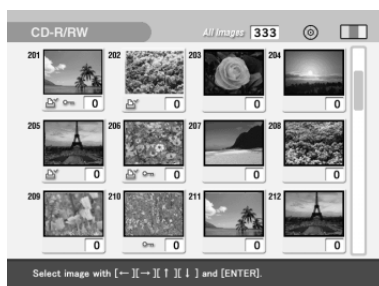 CD-R/RW All Images 333
201 202 203 204
0 0 0 0
205 206 207 208
0 0 0 0
209 210 211 212
0 0 0 0
Select image with [←][→][↑][↓] and [ENTER].